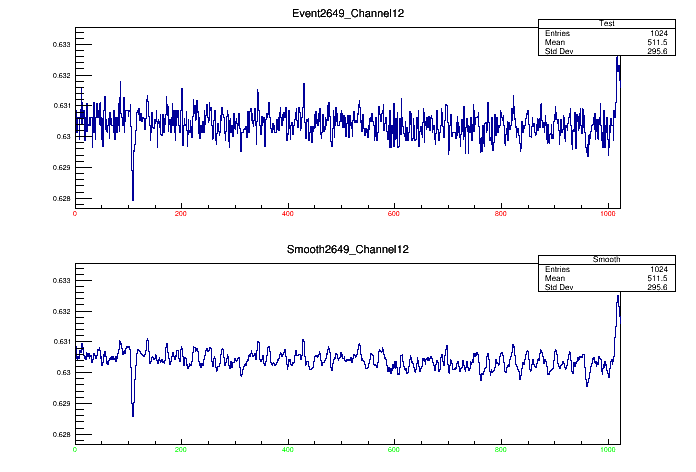 Event2649_Channel12
Test
Entries 1024
Mean 511.5
Std Dev 295.6
0.633
0.632
0.631
0.63
0.629
0.628
0 200 400 600 800 1000
Smooth2649_Channel12
Smooth
Entries 1024
Mean 511.5
Std Dev 295.6
0.633
0.632
0.631
0.63
0.629
0.628
0 200 400 600 800 1000